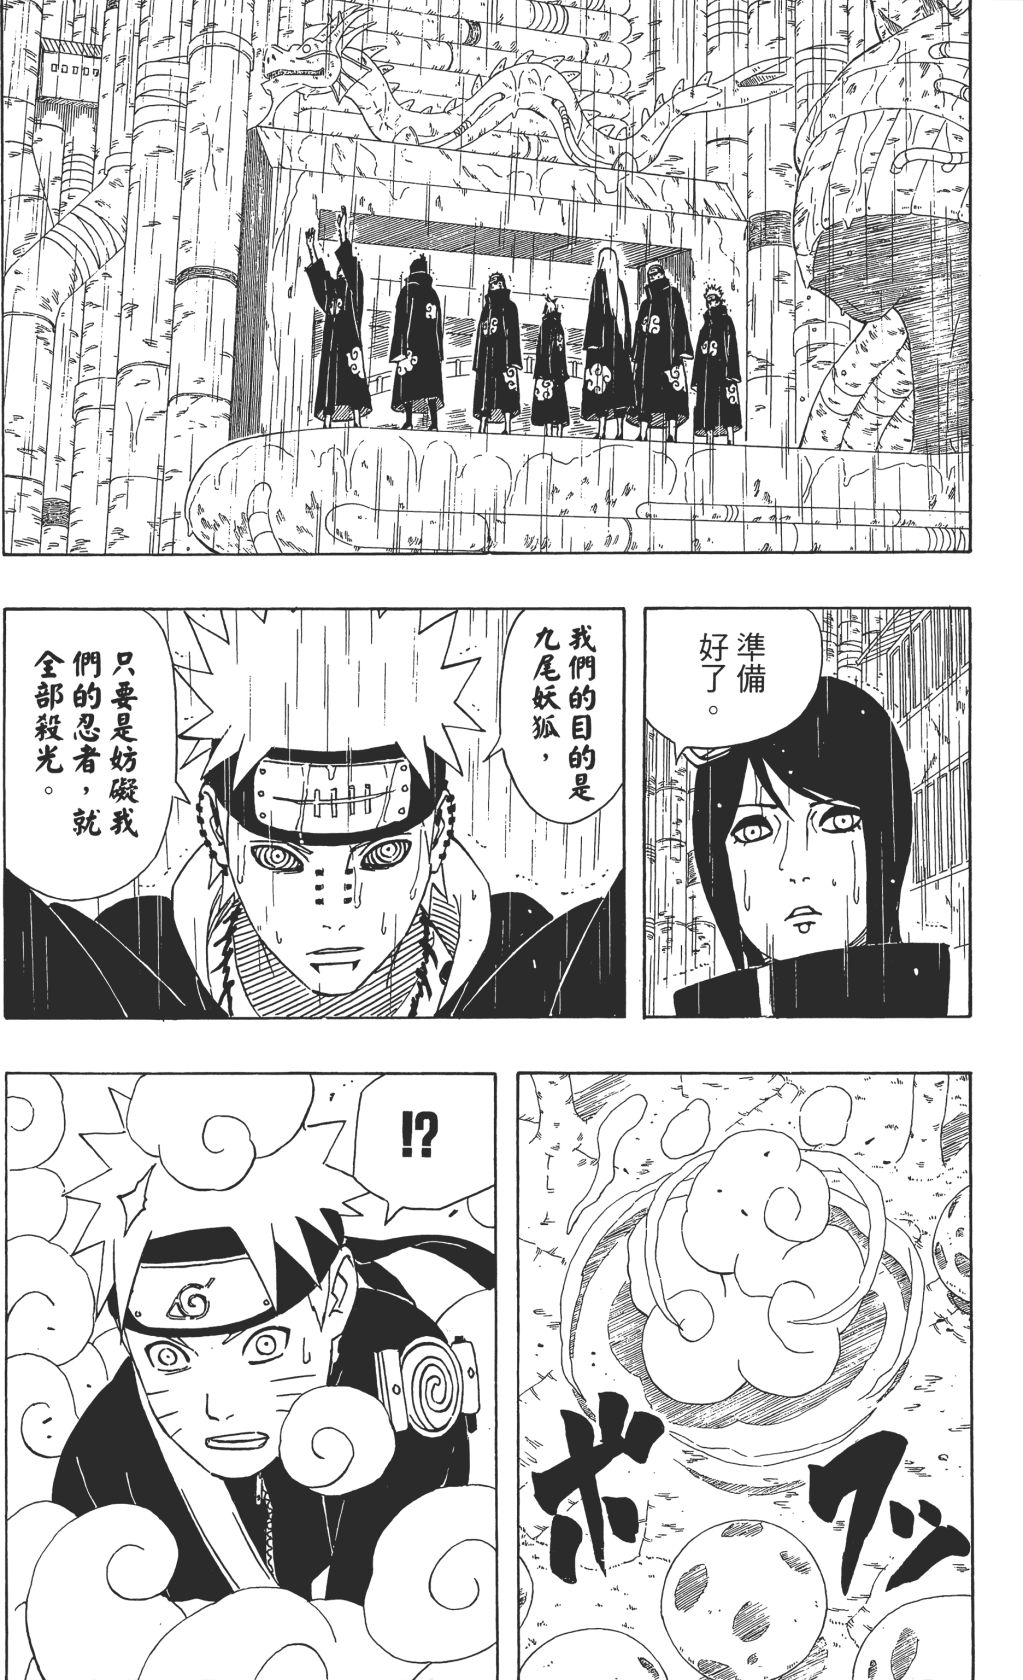 準備
好了。
我們的目的是
九尾妖狐，
只要是妨礙我
們的忍者，就
全部殺光。
ボワッ
!?